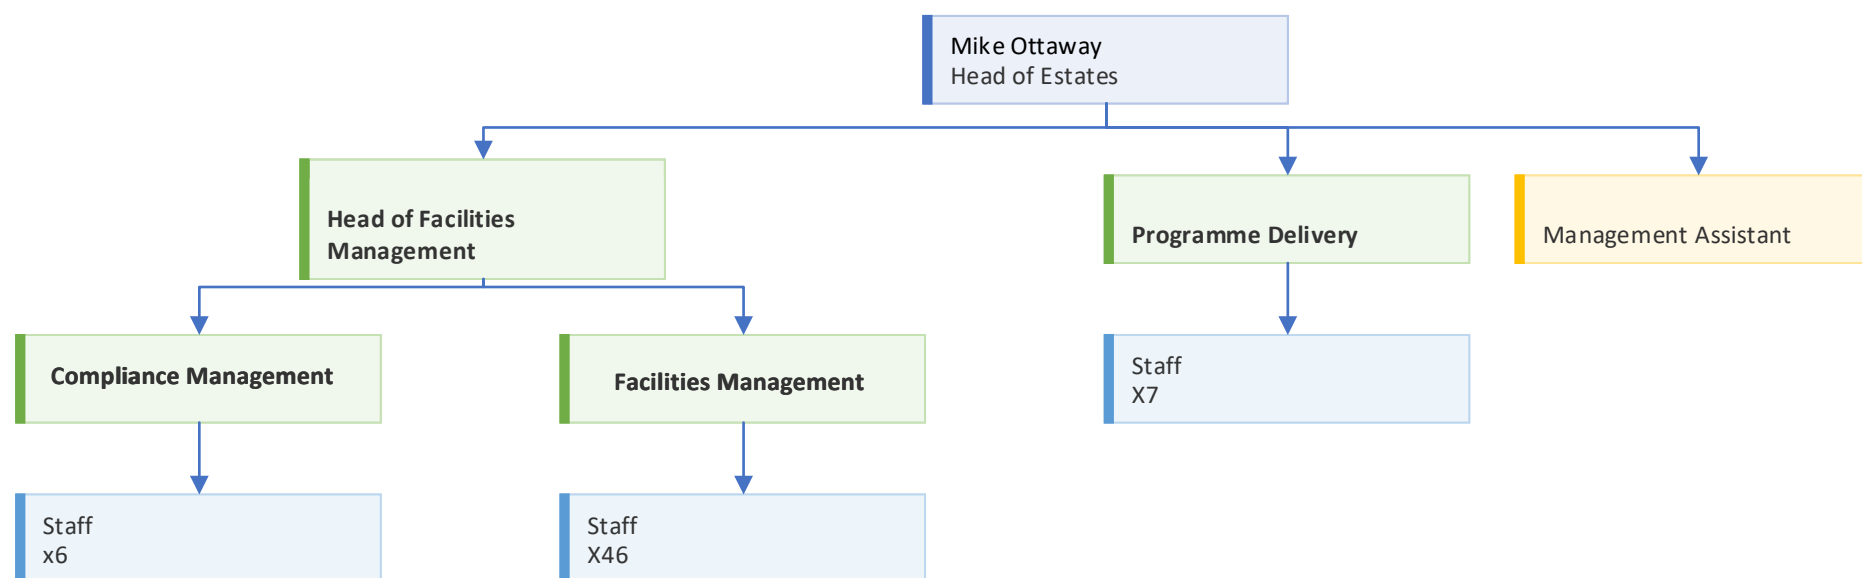 Mike Ottaway
Head of Estates
Head of Facilities
Management
Programme Delivery
Management Assistant
Compliance Management
Facilities Management
Staff
X7
Staff
x6
Staff
X46